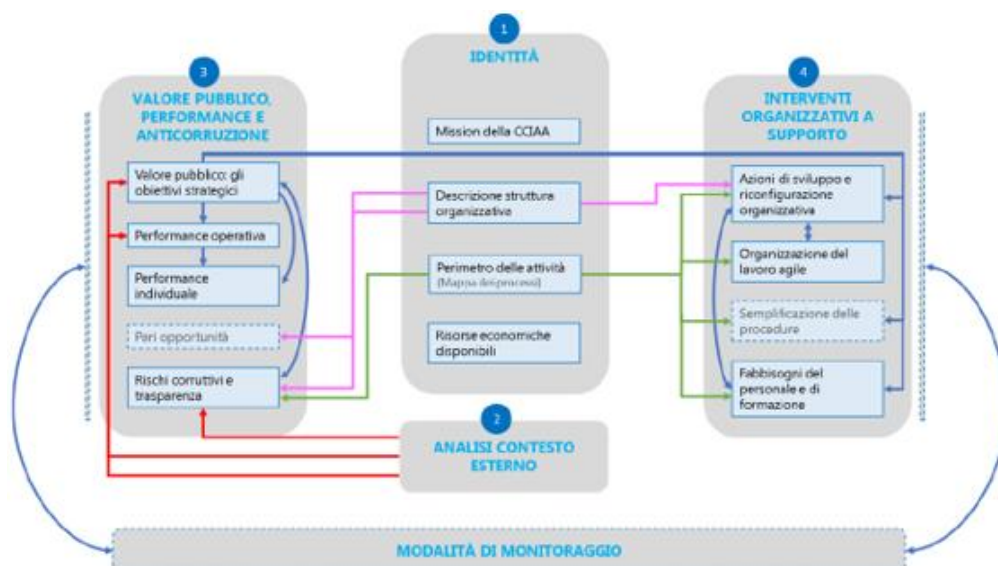 1
IDENTITÀ
Mission della CCIAA
Descrizione struttura
organizzativa
Perimetro delle attività
(Mappa dei processi)
Risorse economiche
disponibili
2
ANALISI CONTESTO
ESTERNO
3
VALORE PUBBLICO,
PERFORMANCE E
ANTICORRUZIONE
Valore pubblico: gli
obiettivi strategici
Performance operativa
Performance
individuale
Pari opportunità
Rischi corruttivi e
trasparenza
4
INTERVENTI
ORGANIZZATIVI A
SUPPORTO
Azioni di sviluppo e
riconfigurazione
organizzativa
Organizzazione del
lavoro agile
Semplificazione delle
procedure
Fabbisogni del
personale e di
formazione
MODALITÀ DI MONITORAGGIO